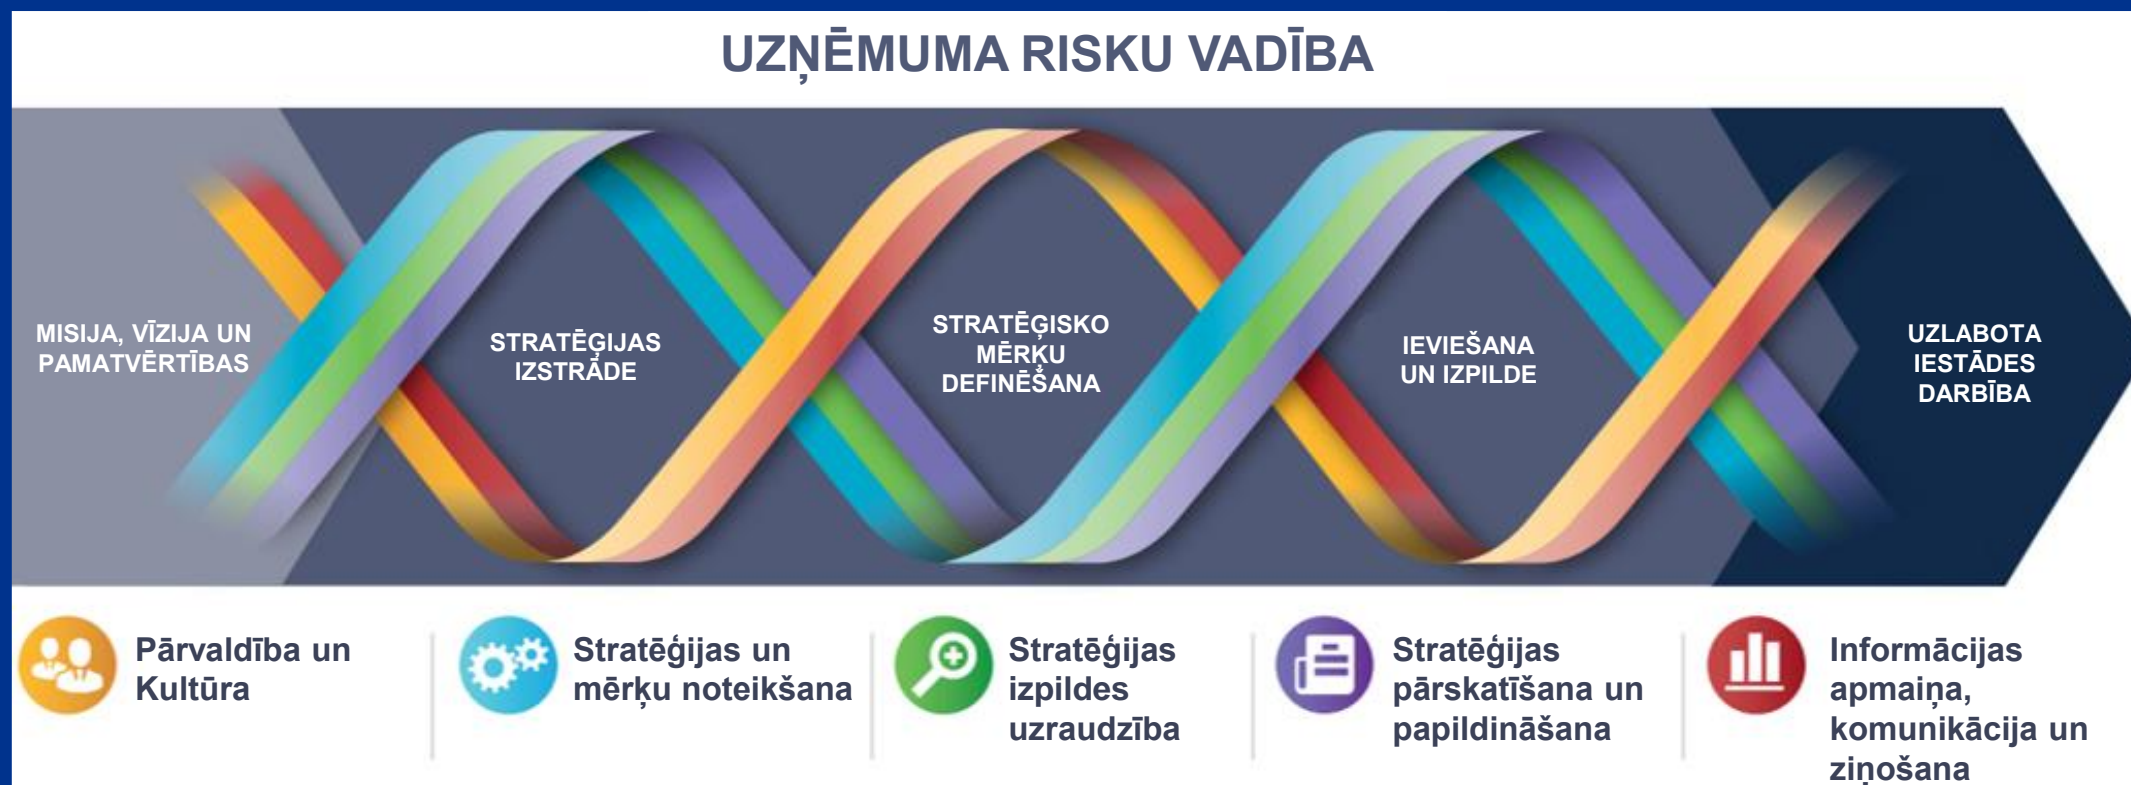 UZŅĒMUMA RISKU VADĪBA
MISIJA, VĪZIJA UN
PAMATVĒRTĪBAS
STRATĒĢIJAS
IZSTRĀDE
STRATĒĢISKO
MĒRĶU
DEFINĒŠANA
IEVIEŠANA
UN IZPILDE
UZLABOTA
IESTĀDES
DARBĪBA
Pārvaldība un
Kultūra
Stratēģijas un
mērķu noteikšana
Stratēģijas
izpildes
uzraudzība
Stratēģijas
pārskatīšana un
papildināšana
Informācijas
apmaiņa,
komunikācija un
ziņošana